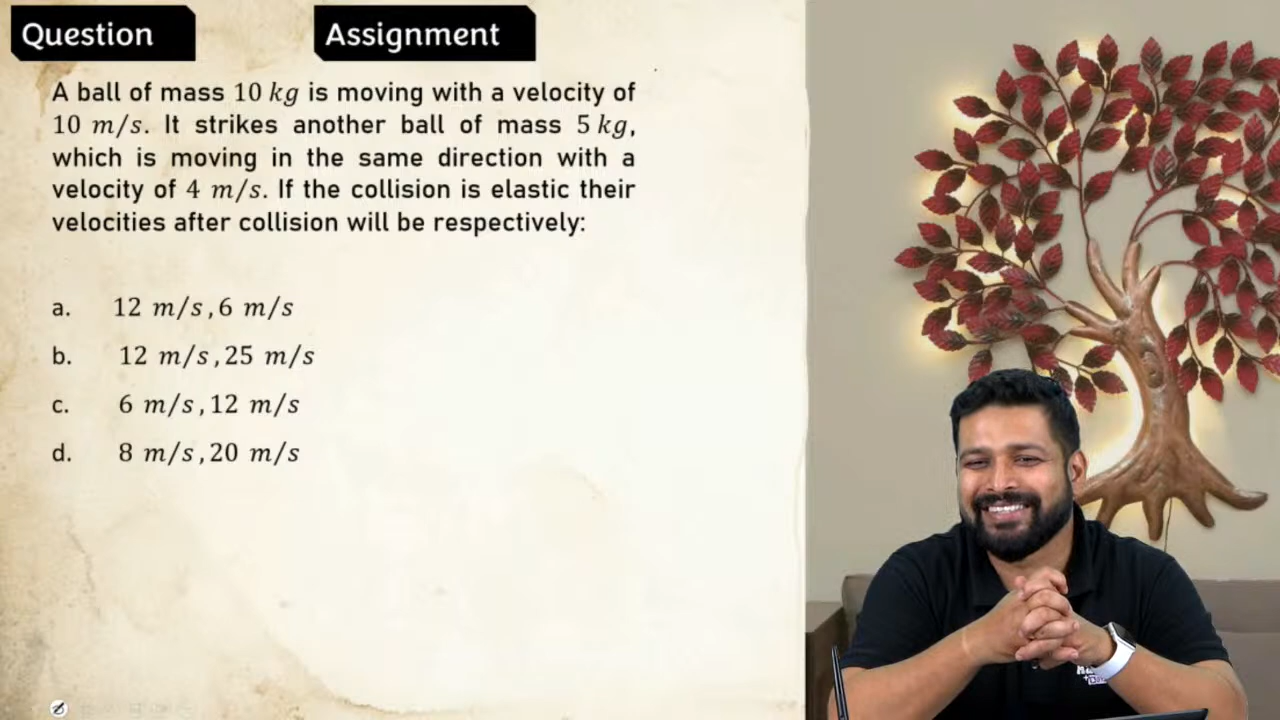 Question
Assignment
A ball of mass 10 kg is moving with a velocity of
10 m/s. It strikes another ball of mass 5 kg,
which is moving in the same direction with a
velocity of 4 m/s. If the collision is elastic their
velocities after collision will be respectively:
a. 12 m/s, 6 m/s
b. 12 m/s, 25 m/s
c. 6 m/s, 12 m/s
d. 8 m/s, 20 m/s